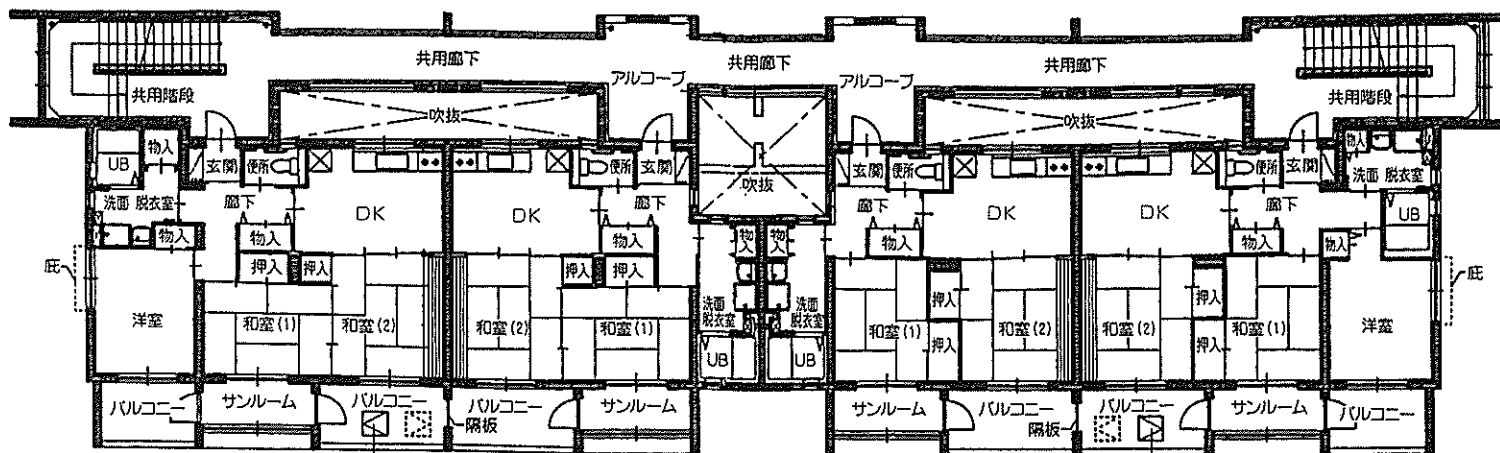 共用廊下
共用廊下
共用廊下
アルコーブ
アルコーブ
共用階段
共用階段
吹抜
吹抜
吹抜
物入
UB
玄関
便所
便所
玄関
玄関
便所
便所
玄関
物入
洗面
脱衣室
洗面
脱衣室
UB
廊下
廊下
廊下
廊下
DK
DK
DK
DK
物入
物入
物入
物入
物入
物入
物入
物入
押入
押入
押入
押入
押入
押入
押入
押入
庇
庇
洋室
和室(1)
和室(2)
和室(2)
和室(1)
洗面
脱衣室
洗面
脱衣室
和室(1)
和室(2)
和室(2)
和室(1)
洋室
UB
UB
バルコニー
サンルーム
バルコニー
隔板
バルコニー
サンルーム
サンルーム
バルコニー
隔板
バルコニー
サンルーム
バルコニー